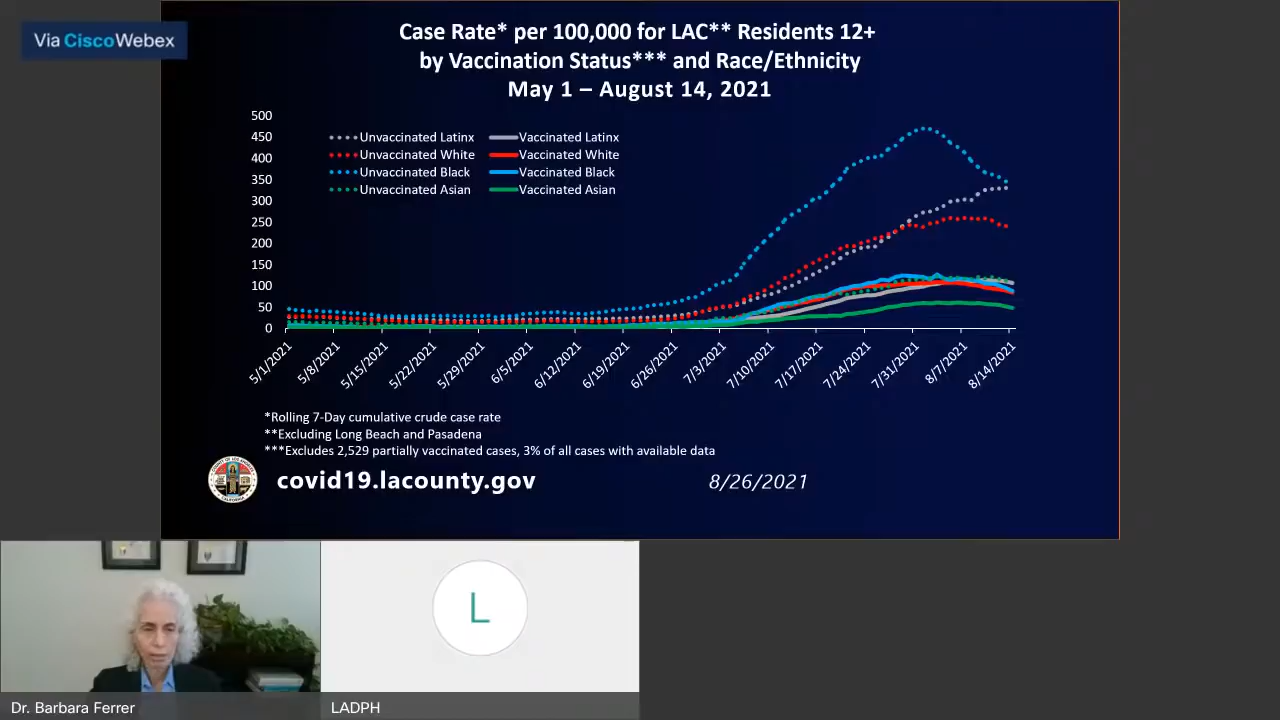 Via Cisco Webex
Case Rate* per 100,000 for LAC** Residents 12+
by Vaccination Status*** and Race/Ethnicity
May 1 – August 14, 2021
500
450
400
350
300
250
200
150
100
50
0
Unvaccinated Latinx
Vaccinated Latinx
Unvaccinated White
Vaccinated White
Unvaccinated Black
Vaccinated Black
Unvaccinated Asian
Vaccinated Asian
5/1/2021
5/8/2021
5/15/2021
5/22/2021
5/29/2021
6/5/2021
6/12/2021
6/19/2021
6/26/2021
7/3/2021
7/10/2021
7/17/2021
7/24/2021
7/31/2021
8/7/2021
8/14/2021
*Rolling 7-Day cumulative crude case rate
**Excluding Long Beach and Pasadena
***Excludes 2,529 partially vaccinated cases, 3% of all cases with available data
covid19.lacounty.gov
8/26/2021
L
Dr. Barbara Ferrer
LADPH